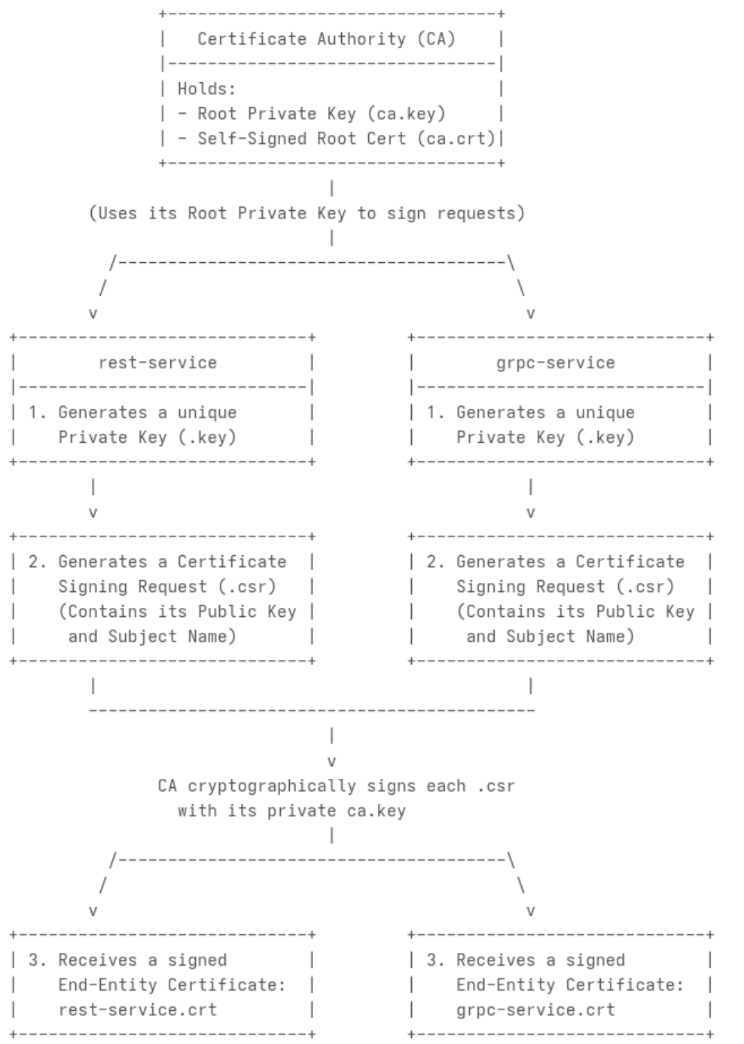 +----------------------------------+
|   Certificate Authority (CA)    |
|---------------------------------|
| Holds:                          |
| - Root Private Key (ca.key)     |
| - Self-Signed Root Cert (ca.crt)|
+---------------------------------+
|
(Uses its Root Private Key to sign requests)
|
/---------------------------------------\
/                                          \
v                                            v
+-----------------------------+         +-----------------------------+
|        rest-service         |         |        grpc-service         |
|-----------------------------|         |-----------------------------|
| 1. Generates a unique       |         | 1. Generates a unique       |
|    Private Key (.key)       |         |    Private Key (.key)       |
+-----------------------------+         +-----------------------------+
|                                            |
v                                            v
+-----------------------------+         +-----------------------------+
| 2. Generates a Certificate  |         | 2. Generates a Certificate  |
|    Signing Request (.csr)   |         |    Signing Request (.csr)   |
|    (Contains its Public Key |         |    (Contains its Public Key |
|     and Subject Name)       |         |     and Subject Name)       |
+-----------------------------+         +-----------------------------+
|                                            |
---------------------------------------------
|
v
CA cryptographically signs each .csr
with its private ca.key
|
/---------------------------------------\
/                                          \
v                                            v
+-----------------------------+         +-----------------------------+
| 3. Receives a signed        |         | 3. Receives a signed        |
|    End-Entity Certificate:  |         |    End-Entity Certificate:  |
|    rest-service.crt         |         |    grpc-service.crt         |
+-----------------------------+         +-----------------------------+